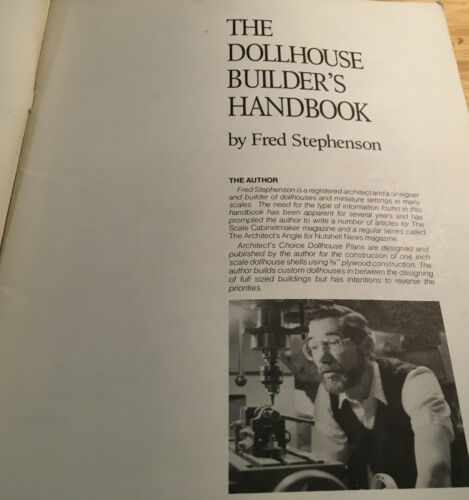 THE
DOLLHOUSE
BUILDER'S
HANDBOOK
by Fred Stephenson
THE AUTHOR
Fred Stephenson is a registered architect and a designer
and builder of dollhouses and miniature settings in many
scales. The need for the type of information found in this
handbook has been apparent for several years and has
prompted the author to write a number of articles for The
Scale Cabinetmaker magazine and a regular series called
The Architect's Angle for Nutshell News magazine.
Architect's Choice Dollhouse Plans are designed and
published by the author for the construction of one inch
scale dollhouse shells using ⅜" plywood construction. The
author builds custom dollhouses in between the designing
of full sized buildings but has intentions to reverse the
priorities.